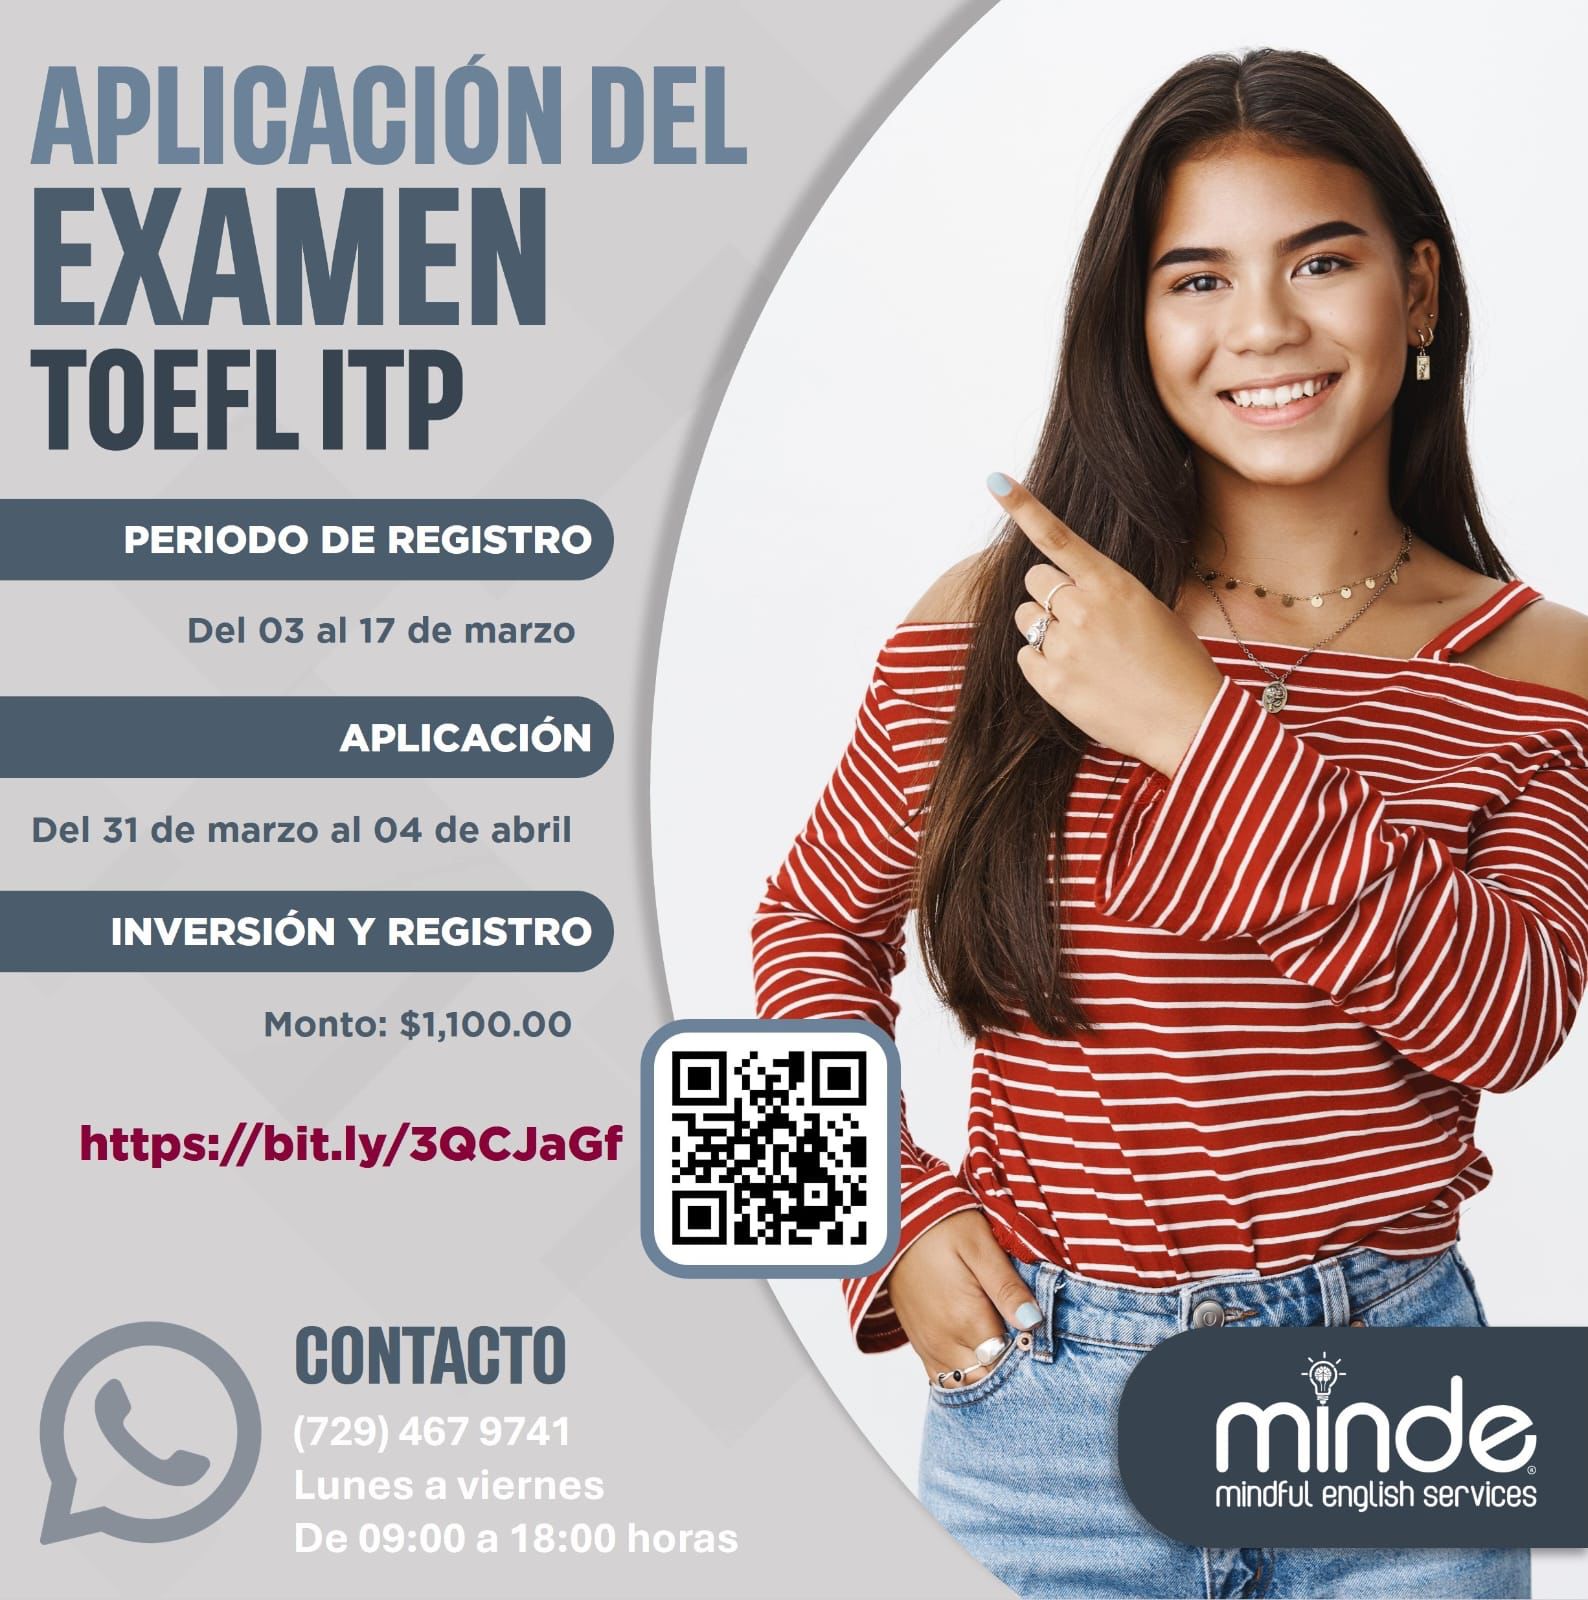 APLICACIÓN DEL
EXAMEN
TOEFL ITP
PERIODO DE REGISTRO
Del 03 al 17 de marzo
APLICACIÓN
Del 31 de marzo al 04 de abril
INVERSIÓN Y REGISTRO
Monto: $1,100.00
https://bit.ly/3QCJaGf
CONTACTO
(729) 467 9741
Lunes a viernes
De 09:00 a 18:00 horas
minde®
mindful english services